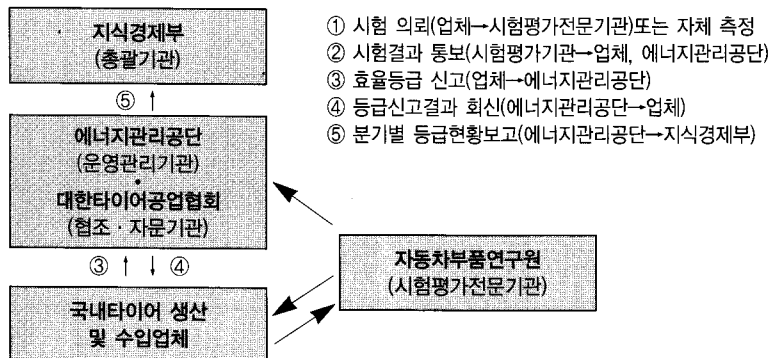 지식경제부
(총괄기관)
⑤ ↑
에너지관리공단
(운영관리기관)
·
대한타이어공업협회
(협조·자문기관)
③ ↑ ↓ ④
국내타이어 생산
및 수입업체
자동차부품연구원
(시험평가전문기관)
① 시험 의뢰(업체→시험평가전문기관)또는 자체 측정
② 시험결과 통보(시험평가기관→업체, 에너지관리공단)
③ 효율등급 신고(업체→에너지관리공단)
④ 등급신고결과 회신(에너지관리공단→업체)
⑤ 분기별 등급현황보고(에너지관리공단→지식경제부)